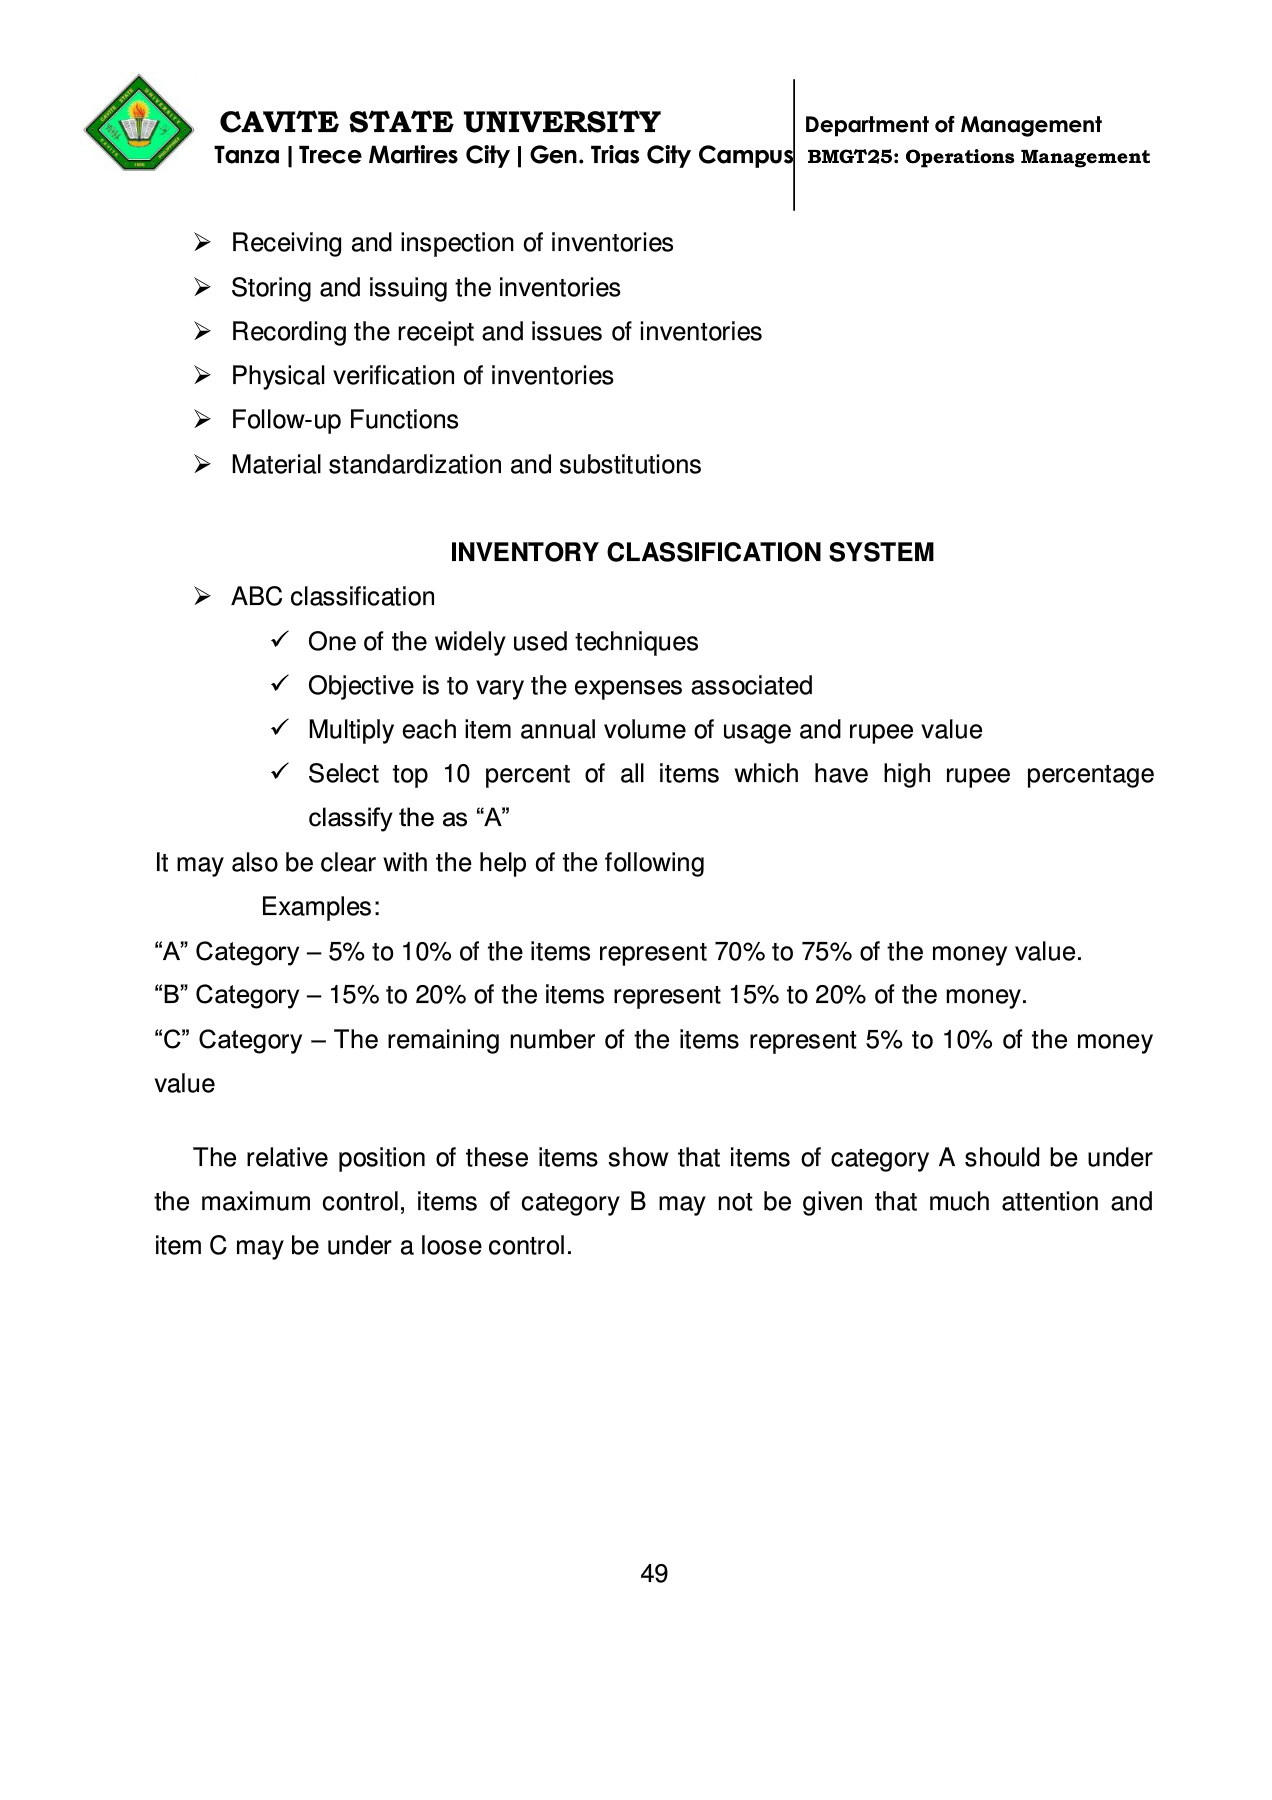 CAVITE STATE UNIVERSITY
Tanza | Trece Martires City | Gen. Trias City Campus
Department of Management
BMGT25: Operations Management
➢ Receiving and inspection of inventories
➢ Storing and issuing the inventories
➢ Recording the receipt and issues of inventories
➢ Physical verification of inventories
➢ Follow-up Functions
➢ Material standardization and substitutions
INVENTORY CLASSIFICATION SYSTEM
➢ ABC classification
✓ One of the widely used techniques
✓ Objective is to vary the expenses associated
✓ Multiply each item annual volume of usage and rupee value
✓ Select top 10 percent of all items which have high rupee percentage
classify the as “A”
It may also be clear with the help of the following
Examples:
“A” Category – 5% to 10% of the items represent 70% to 75% of the money value.
“B” Category – 15% to 20% of the items represent 15% to 20% of the money.
“C” Category – The remaining number of the items represent 5% to 10% of the money
value
The relative position of these items show that items of category A should be under
the maximum control, items of category B may not be given that much attention and
item C may be under a loose control.
49